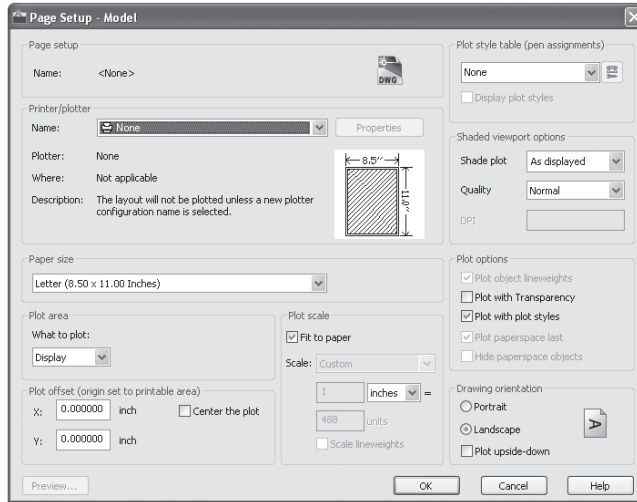 Page Setup - Model
Page setup
Name: <None>
DWG
Printer/plotter
Name: None
Properties
Plotter: None
Where: Not applicable
Description: The layout will not be plotted unless a new plotter
configuration name is selected.
8.5"
11.0"
Paper size
Letter (8.50 x 11.00 Inches)
Plot area
What to plot:
Display
Plot offset (origin set to printable area)
X: 0.000000 inch
Center the plot
Y: 0.000000 inch
Plot scale
Fit to paper
Scale: Custom
1 inches =
488 units
Scale lineweights
Plot style table (pen assignments)
None
Display plot styles
Shaded viewport options
Shade plot As displayed
Quality Normal
DPI
Plot options
Plot object lineweights
Plot with Transparency
Plot with plot styles
Plot paperspace last
Hide paperspace objects
Drawing orientation
Portrait
Landscape
A
Plot upside-down
Preview...
OK
Cancel
Help